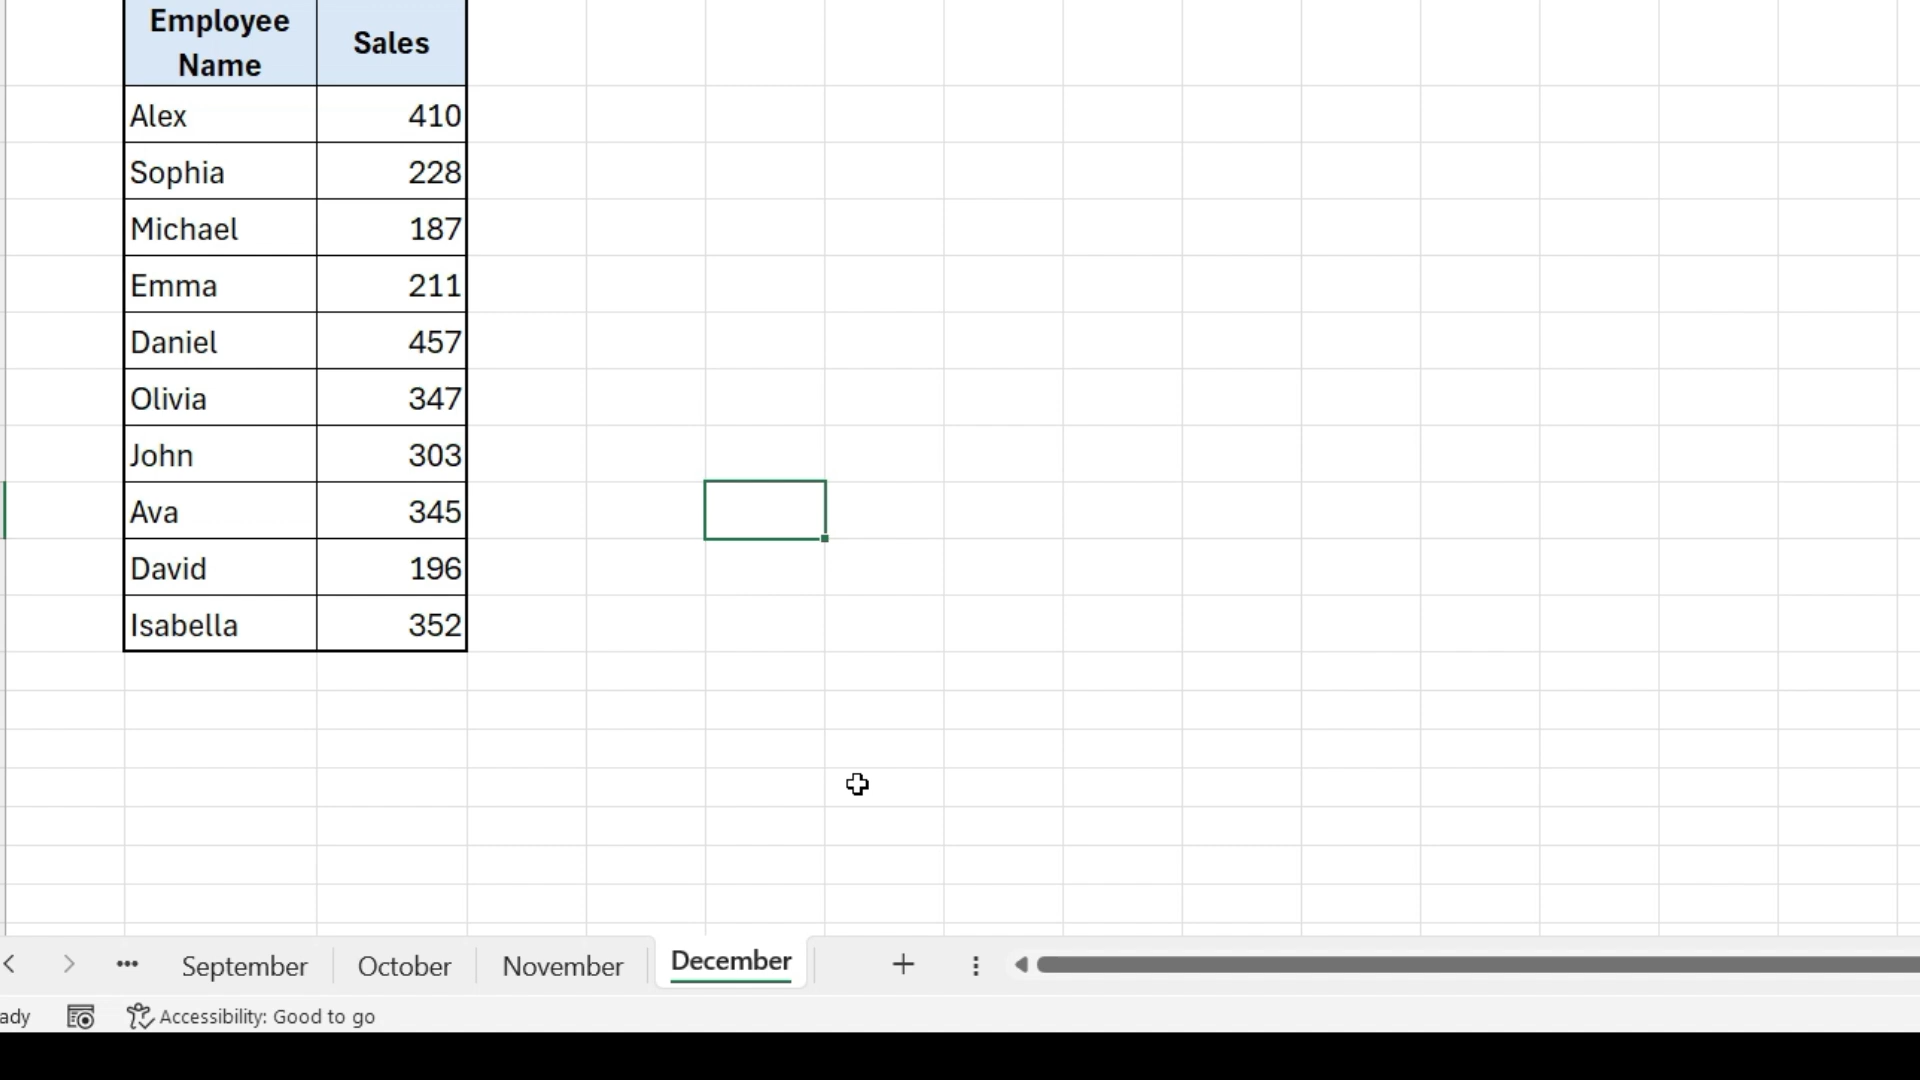 Employee Name Sales
Alex 410
Sophia 228
Michael 187
Emma 211
Daniel 457
Olivia 347
John 303
Ava 345
David 196
Isabella 352
September October November December
ady Accessibility: Good to go